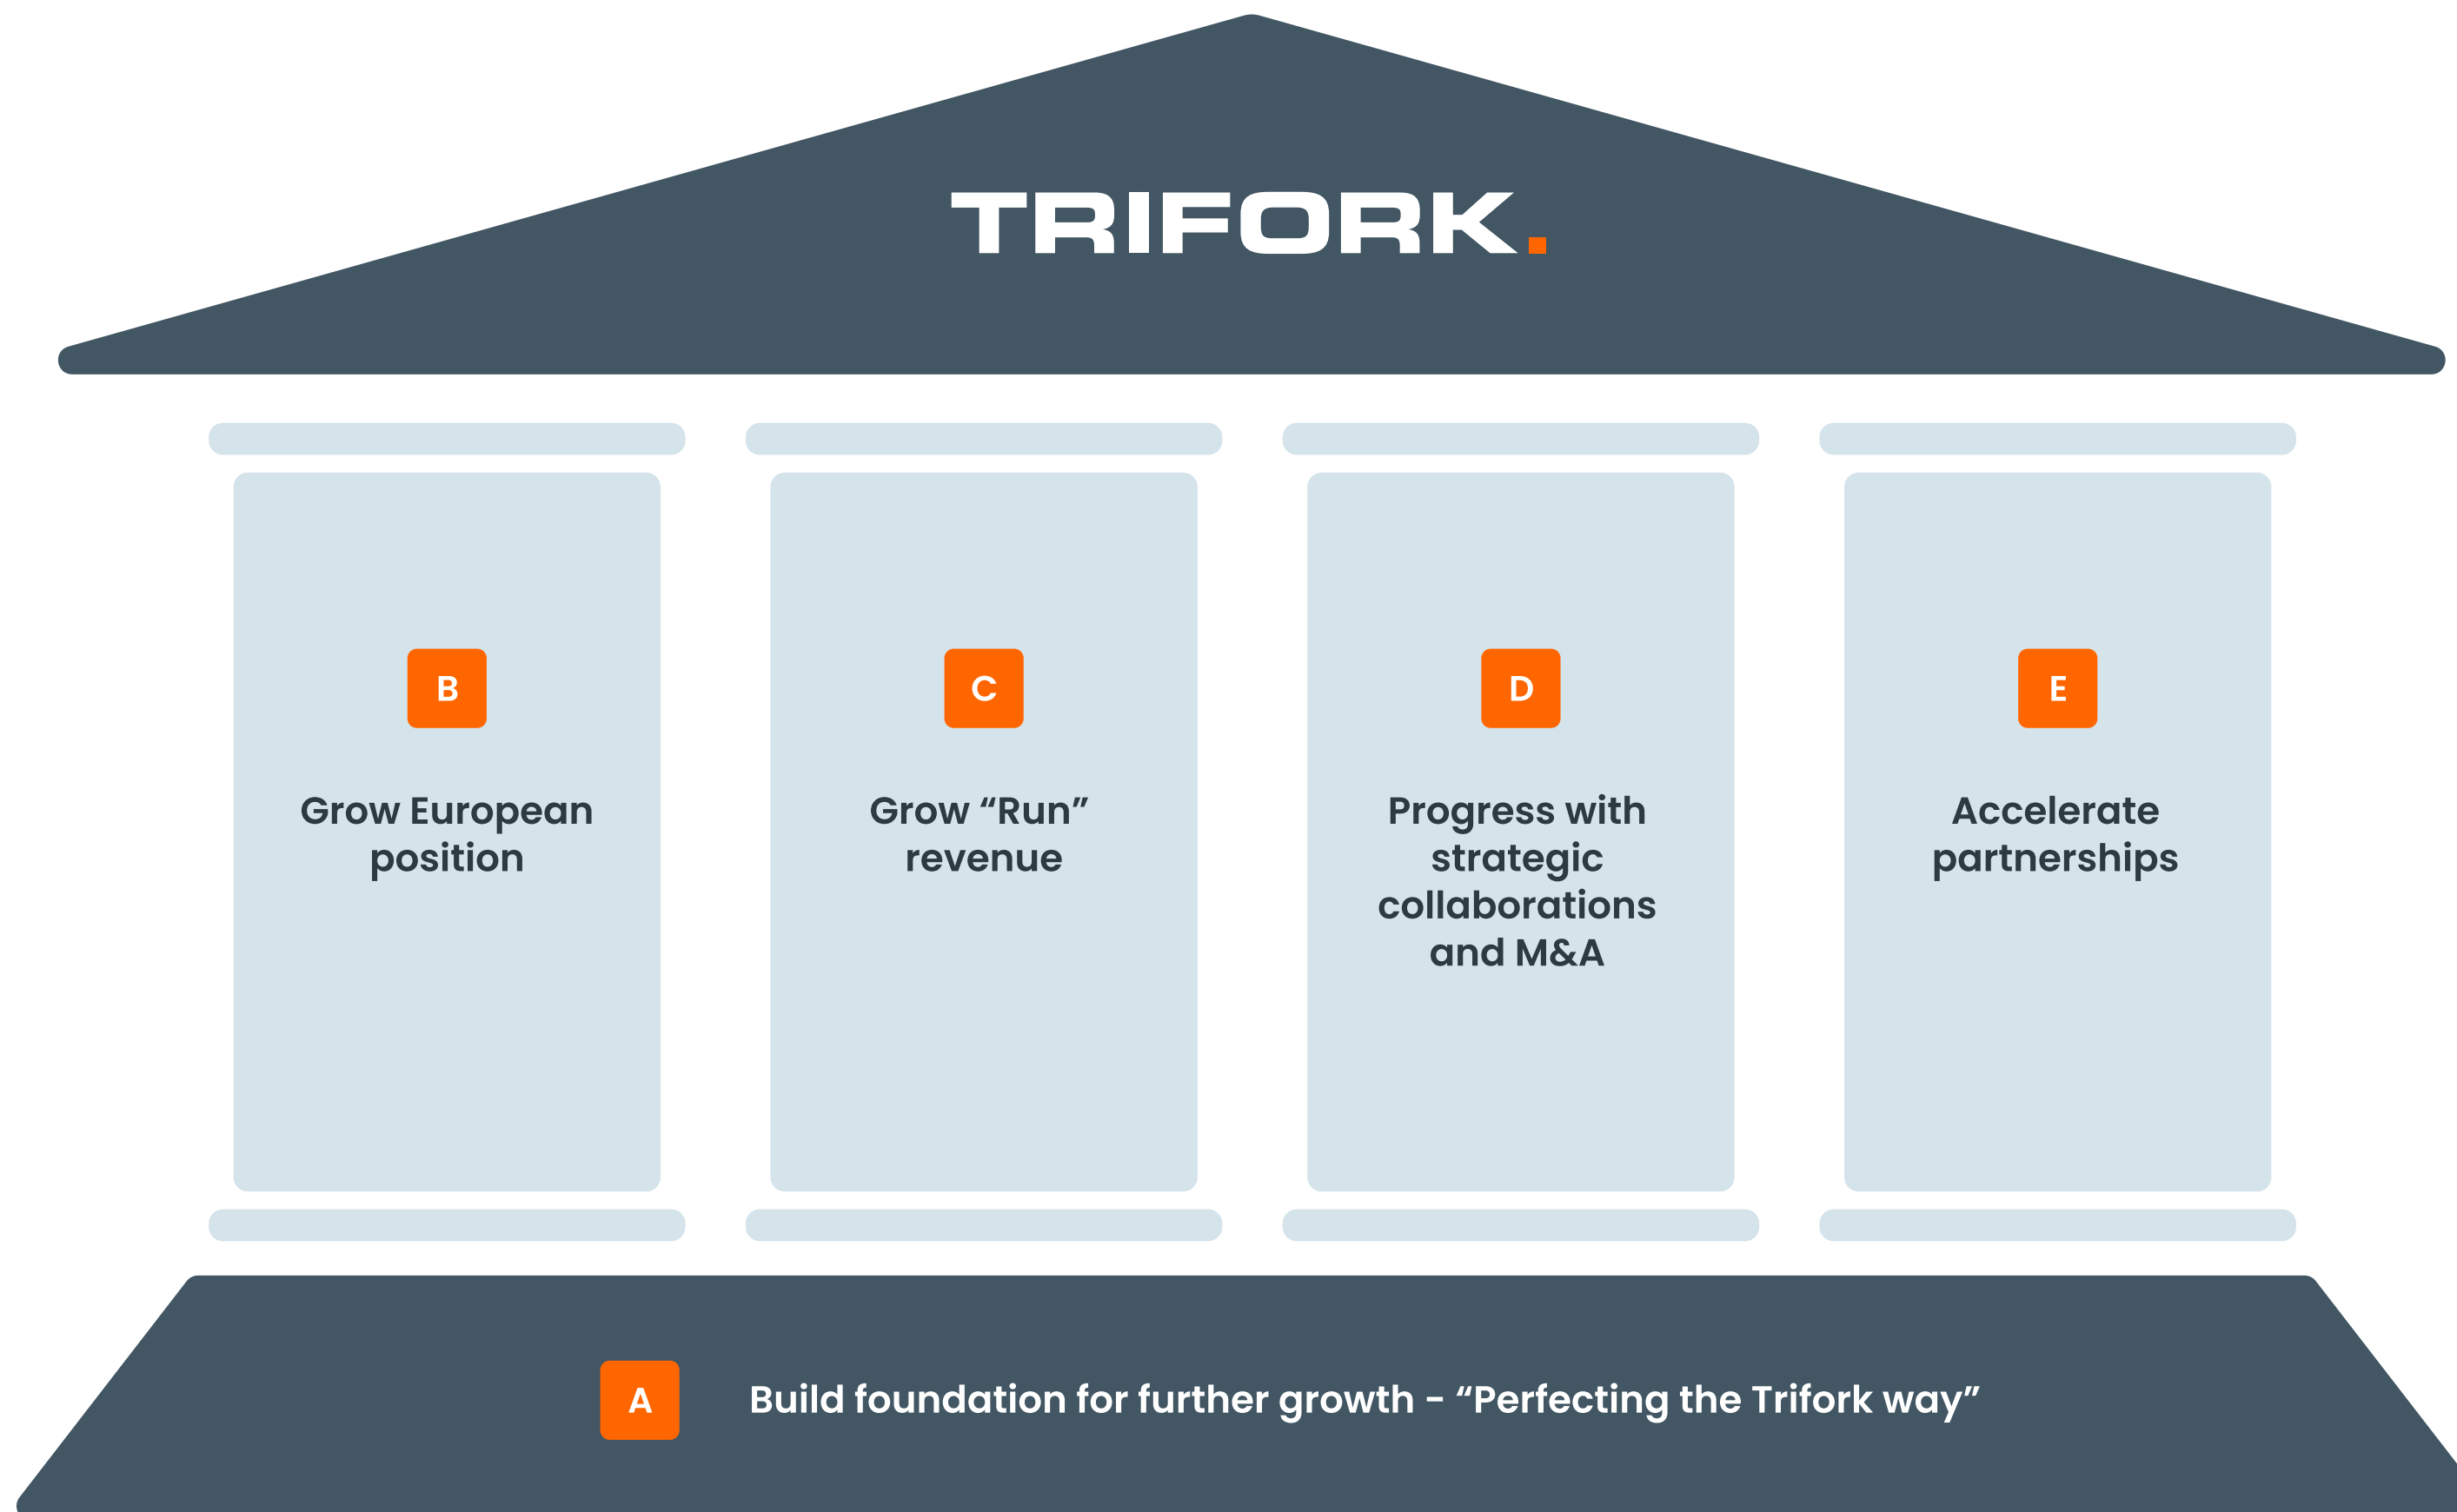 TRIFORK.
B
Grow European
position
C
Grow “Run”
revenue
D
Progress with
strategic
collaborations
and M&A
E
Accelerate
partnerships
A
Build foundation for further growth - “Perfecting the Trifork way”